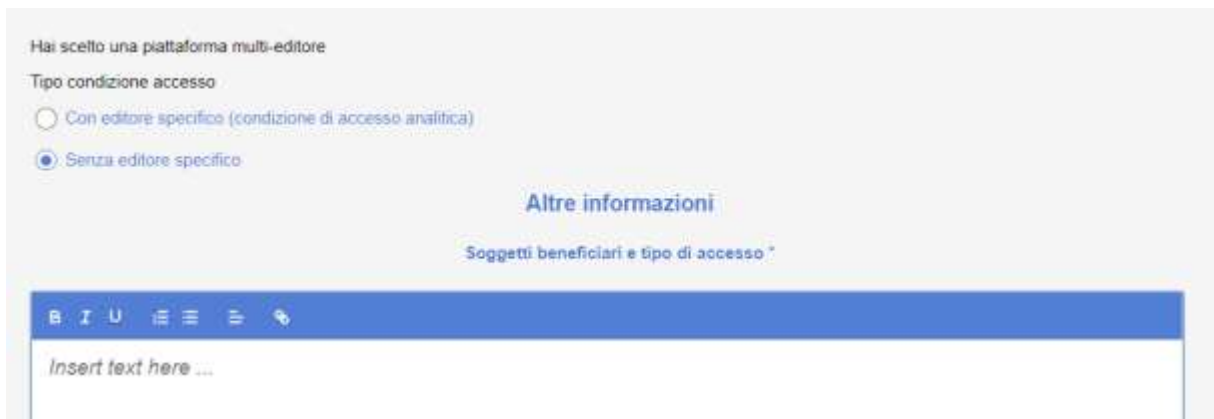 Hai scelto una piattaforma multi-editore
Tipo condizione accesso
Con editore specifico (condizione di accesso analitica)
Senza editore specifico
Altre informazioni
Soggetti beneficiari e tipo di accesso *
B I U
Insert text here ...